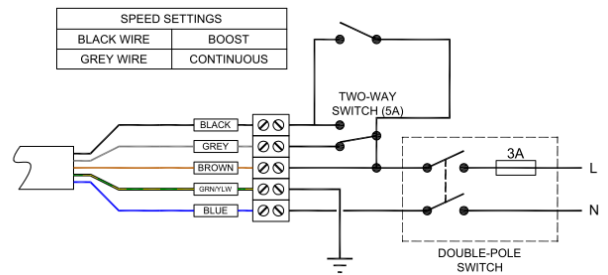 SPEED SETTINGS
BLACK WIRE BOOST
GREY WIRE CONTINUOUS
TWO-WAY
SWITCH (5A)
BLACK
GREY
BROWN
GRN/YLW
BLUE
3A
L
N
DOUBLE-POLE
SWITCH